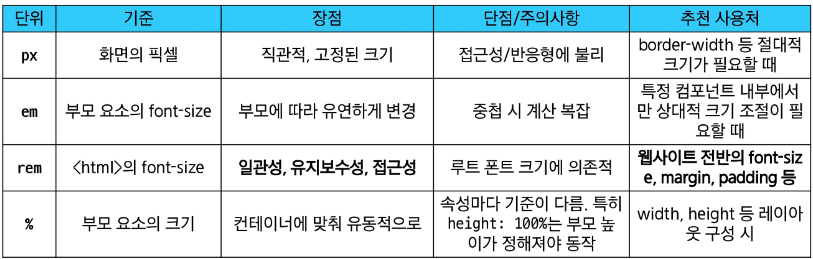 단위 기준 장점 단점/주의사항 추천 사용처
px 화면의 픽셀 직관적, 고정된 크기 접근성/반응형에 불리 border-width 등 절대적
크기가 필요할 때
em 부모 요소의 font-size 부모에 따라 유연하게 변경 중첩 시 계산 복잡 특정 컴포넌트 내부에서
만 상대적 크기 조절이 필
요할 때
rem <html>의 font-size 일관성, 유지보수성, 접근성 루트 폰트 크기에 의존적 웹사이트 전반의 font-siz
e, margin, padding 등
% 부모 요소의 크기 컨테이너에 맞춰 유동적으로 속성마다 기준이 다름. 특히
height: 100%는 부모 높
이가 정해져야 동작 width, height 등 레이아
웃 구성 시